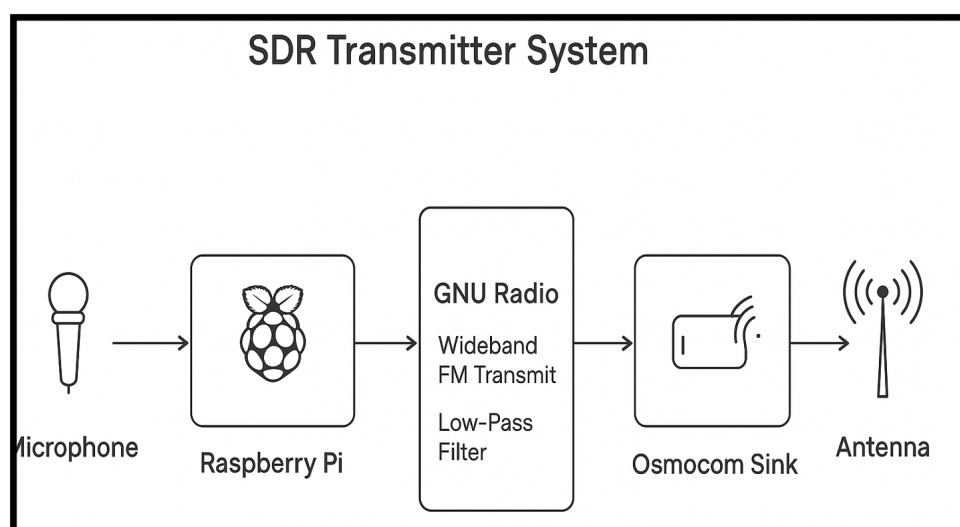 SDR Transmitter System
GNU Radio
Wideband
FM Transmit
Low-Pass
Filter
Microphone
Raspberry Pi
Osmocom Sink
Antenna